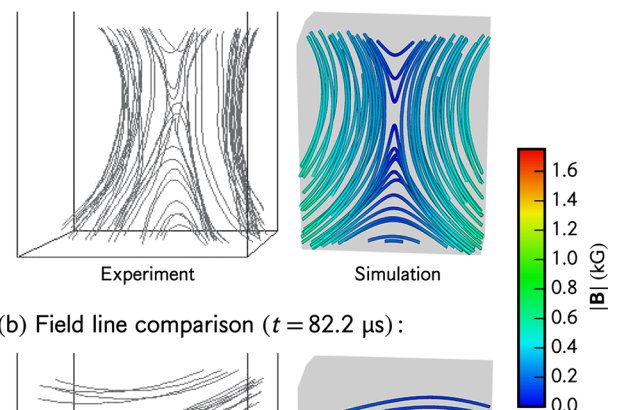 Experiment
Simulation
1.6
1.4
1.2
1.0
0.8
0.6
0.4
0.2
0.0
|B| (kG)
(b) Field line comparison (t = 82.2 μs):